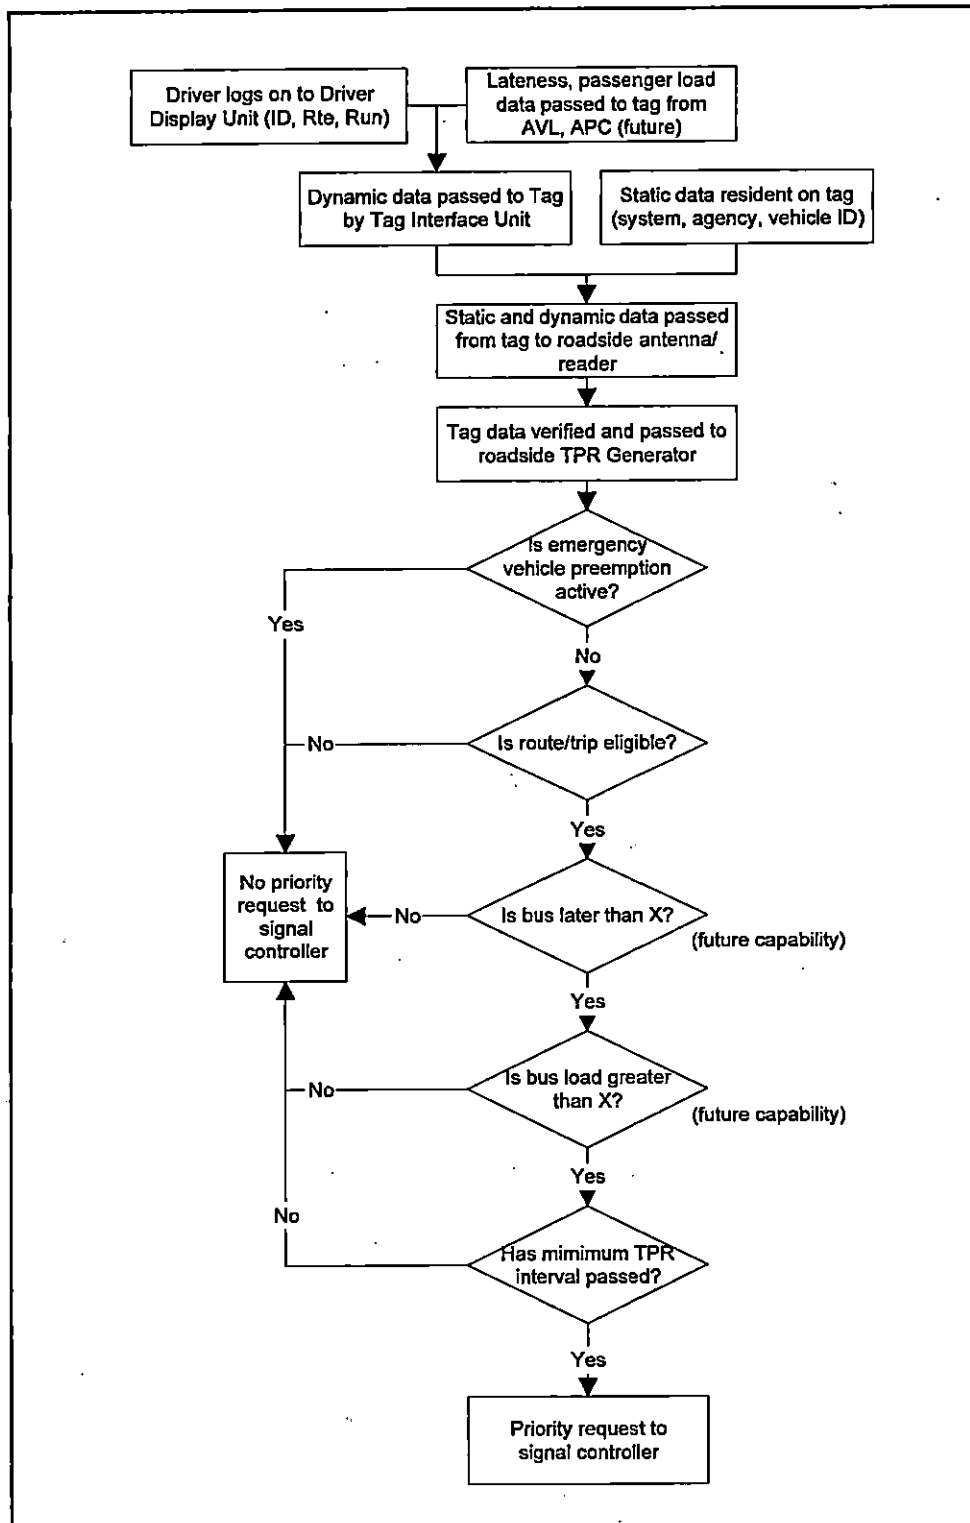 Driver logs on to Driver
Display Unit (ID, Rte, Run)
Lateness, passenger load
data passed to tag from
AVL, APC (future)
Dynamic data passed to Tag
by Tag Interface Unit
Static data resident on tag
(system, agency, vehicle ID)
Static and dynamic data passed
from tag to roadside antenna/
reader
Tag data verified and passed to
roadside TPR Generator
Is emergency
vehicle preemption
active?
Yes
No
Is route/trip eligible?
No
Yes
No priority
request to
signal
controller
No
Is bus later than X?
(future capability)
Yes
Is bus load greater
than X?
No
(future capability)
Yes
No
Has mimimum TPR
interval passed?
Yes
Priority request to
signal controller